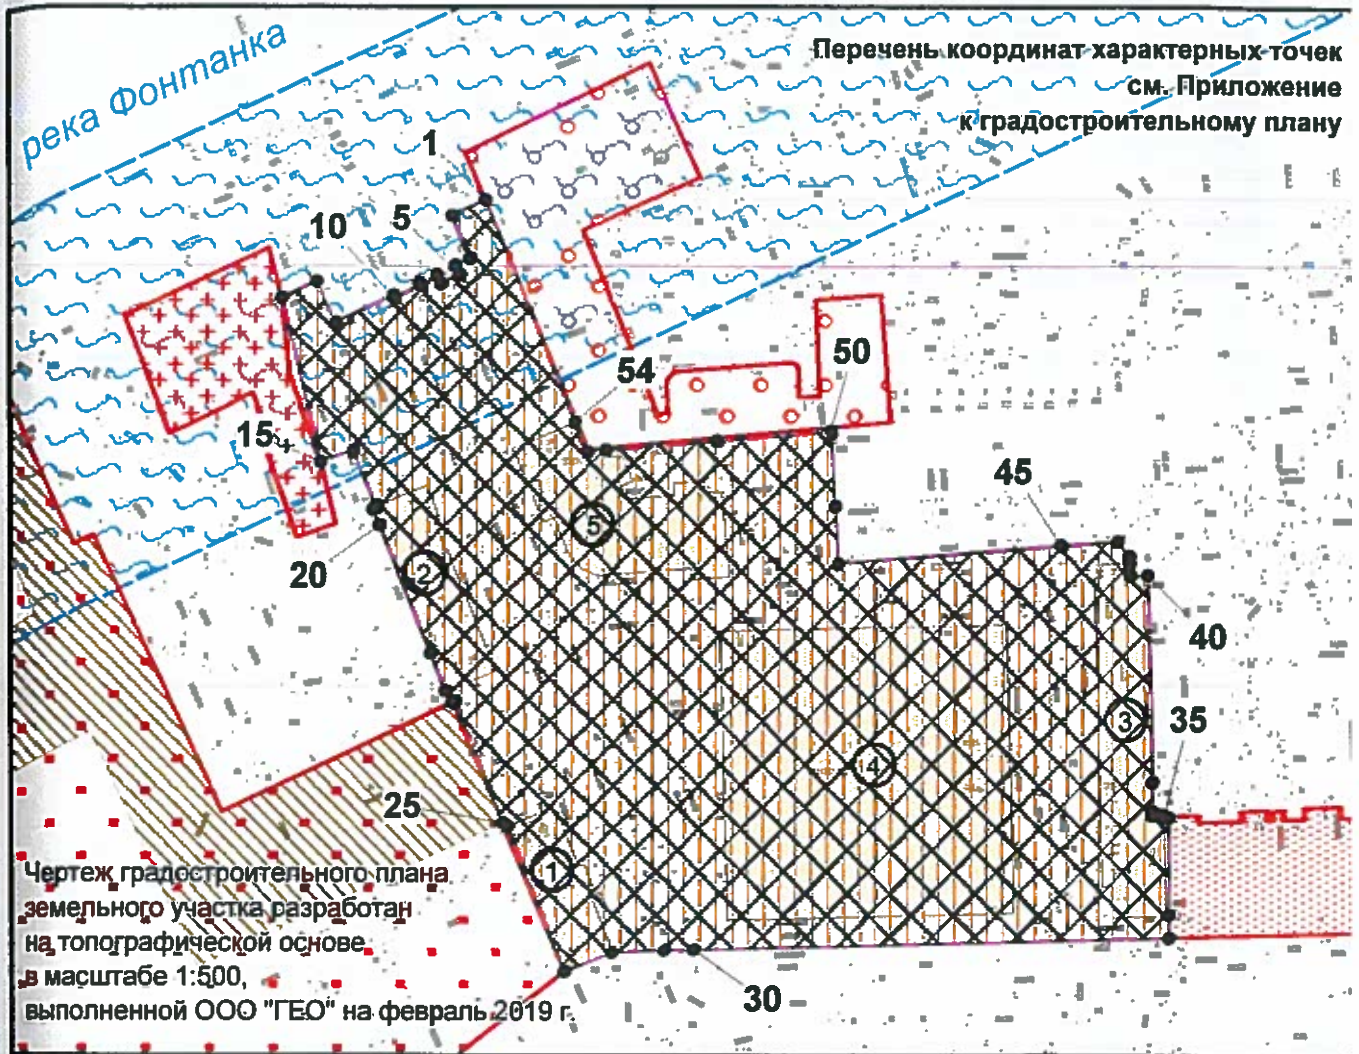 река Фонтанка
Перечень координат характерных точек
см. Приложение
к градостроительному плану
1
5
10
54
50
15
45
5
20
2
40
3
35
4
25
1
30
Чертеж градостроительного плана
земельного участка разработан
на топографической основе
в масштабе 1:500,
выполненной ООО "ГЕО" на февраль 2019 г.